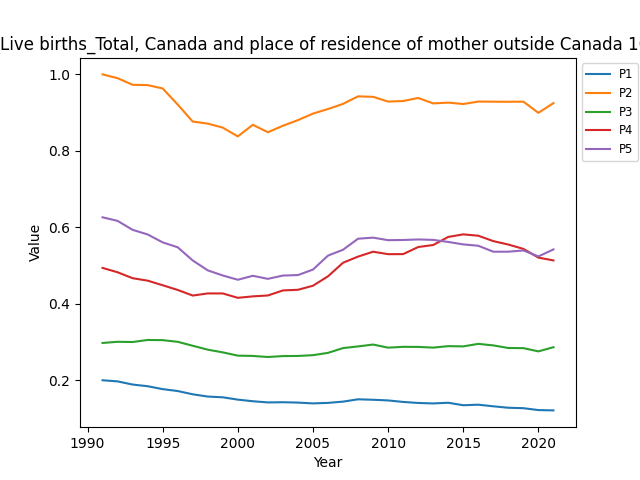 Live births_Total, Canada and place of residence of mother outside Canada
1.0
0.8
0.6
0.4
0.2
Value
1990 1995 2000 2005 2010 2015 2020
Year
P1
P2
P3
P4
P5